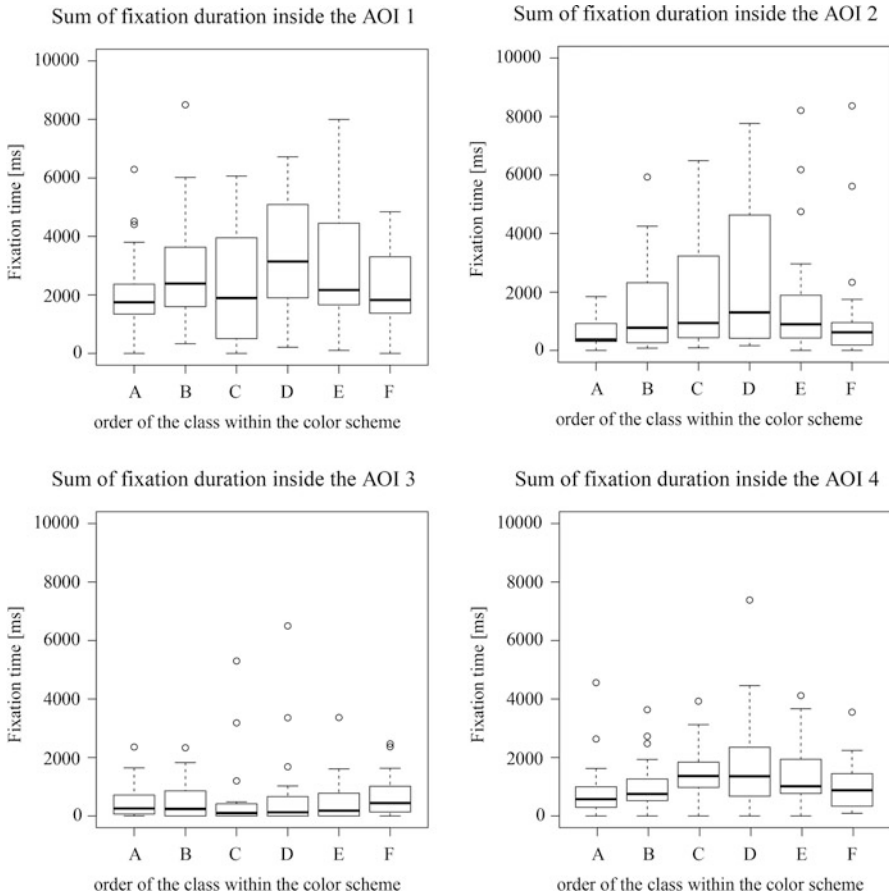 Sum of fixation duration inside the AOI 1
10000
8000
6000
4000
2000
0
Fixation time [ms]
A B C D E F
order of the class within the color scheme
Sum of fixation duration inside the AOI 2
10000
8000
6000
4000
2000
0
Fixation time [ms]
A B C D E F
order of the class within the color scheme
Sum of fixation duration inside the AOI 3
10000
8000
6000
4000
2000
0
Fixation time [ms]
A B C D E F
order of the class within the color scheme
Sum of fixation duration inside the AOI 4
10000
8000
6000
4000
2000
0
Fixation time [ms]
A B C D E F
order of the class within the color scheme